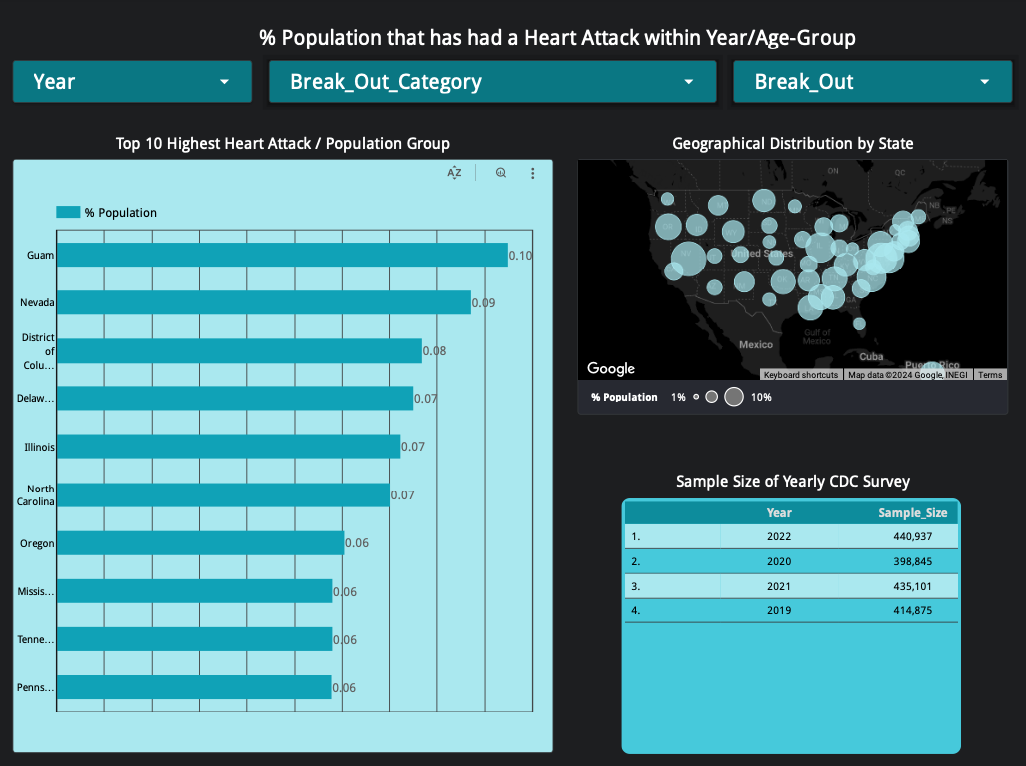 % Population that has had a Heart Attack within Year/Age-Group
Year
Break_Out_Category
Break_Out
Top 10 Highest Heart Attack / Population Group
AZ
% Population
Guam
0.10
Nevada
0.09
District
of
Colu...
0.08
Delaw...
0.07
Illinois
0.07
North
Carolina
0.07
Oregon
0.06
Missis...
0.06
Tenne...
0.06
Penns...
0.06
Geographical Distribution by State
ON
QC
NB
PE
NS
United States
GA
Gulf of
Mexico
Mexico
Cuba
Puerto Rico
Google
Keyboard shortcuts
Map data ©2024 Google, INEGI
Terms
% Population
1%
10%
Sample Size of Yearly CDC Survey
Year
Sample_Size
1.
2022
440,937
2.
2020
398,845
3.
2021
435,101
4.
2019
414,875